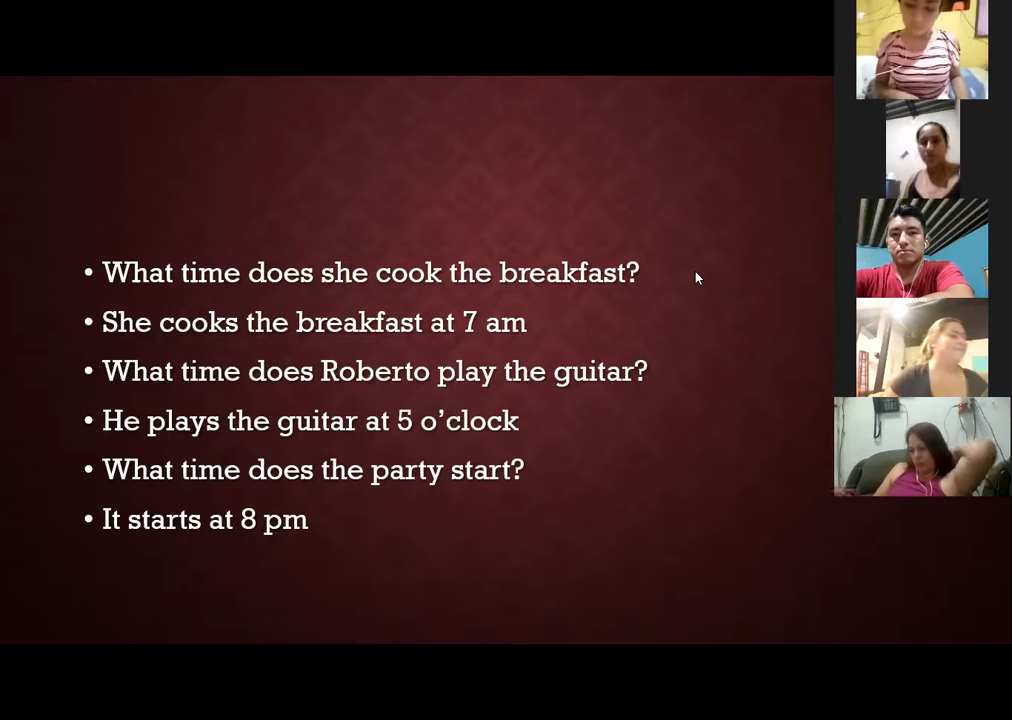 • What time does she cook the breakfast?
• She cooks the breakfast at 7 am
• What time does Roberto play the guitar?
• He plays the guitar at 5 o’clock
• What time does the party start?
• It starts at 8 pm